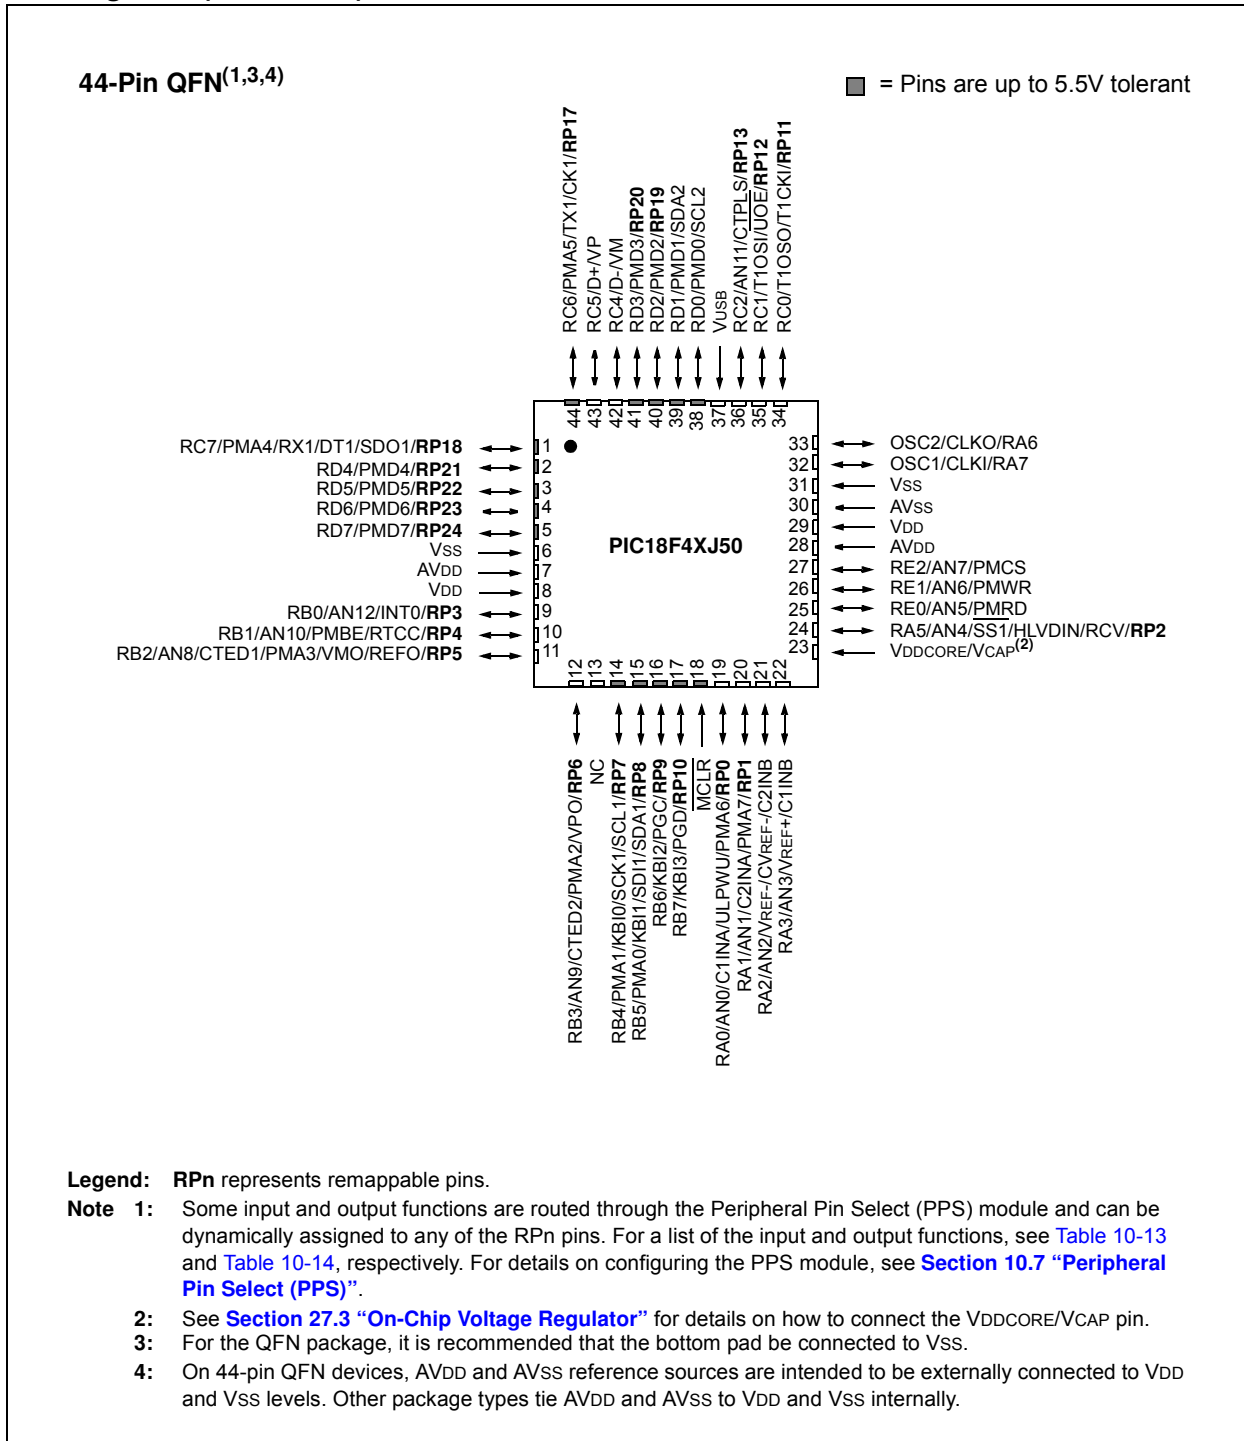 44-Pin QFN(1,3,4)
= Pins are up to 5.5V tolerant
RC6/PMA5/TX1/CK1/RP17
RC5/D+/VP
RC4/D-/VM
RD3/PMD3/RP20
RD2/PMD2/RP19
RD1/PMD1/SDA2
RD0/PMD0/SCL2
VUSB
RC2/AN11/CTPLS/RP13
RC1/T1OSI/UOE/RP12
RC0/T1OSO/T1CKI/RP11
44 43 42 41 40 39 38 37 36 35 34
RC7/PMA4/RX1/DT1/SDO1/RP18 1
RD4/PMD4/RP21 2
RD5/PMD5/RP22 3
RD6/PMD6/RP23 4
RD7/PMD7/RP24 5
VSS 6
AVDD 7
VDD 8
RB0/AN12/INT0/RP3 9
RB1/AN10/PMBE/RTCC/RP4 10
RB2/AN8/CTED1/PMA3/VMO/REFO/RP5 11
PIC18F4XJ50
33 OSC2/CLKO/RA6
32 OSC1/CLKI/RA7
31 VSS
30 AVSS
29 VDD
28 AVDD
27 RE2/AN7/PMCS
26 RE1/AN6/PMWR
25 RE0/AN5/PMRD
24 RA5/AN4/SS1/HLVDIN/RCV/RP2
23 VDDCORE/VCAP(2)
12 13 14 15 16 17 18 19 20 21 22
RB3/AN9/CTED2/PMA2/VPO/RP6
NC
RB4/PMA1/KBI0/SCK1/SCL1/RP7
RB5/PMA0/KBI1/SDI1/SDA1/RP8
RB6/KBI2/PGC/RP9
RB7/KBI3/PGD/RP10
MCLR
RA0/AN0/C1INA/ULPWU/PMA6/RP0
RA1/AN1/C2INA/PMA7/RP1
RA2/AN2/VREF-/CVREF-/C2INB
RA3/AN3/VREF+/C1INB
Legend: RPn represents remappable pins.
Note 1: Some input and output functions are routed through the Peripheral Pin Select (PPS) module and can be
dynamically assigned to any of the RPn pins. For a list of the input and output functions, see Table 10-13
and Table 10-14, respectively. For details on configuring the PPS module, see Section 10.7 “Peripheral
Pin Select (PPS)”.
2: See Section 27.3 “On-Chip Voltage Regulator” for details on how to connect the VDDCORE/VCAP pin.
3: For the QFN package, it is recommended that the bottom pad be connected to VSS.
4: On 44-pin QFN devices, AVDD and AVSS reference sources are intended to be externally connected to VDD
and VSS levels. Other package types tie AVDD and AVSS to VDD and VSS internally.